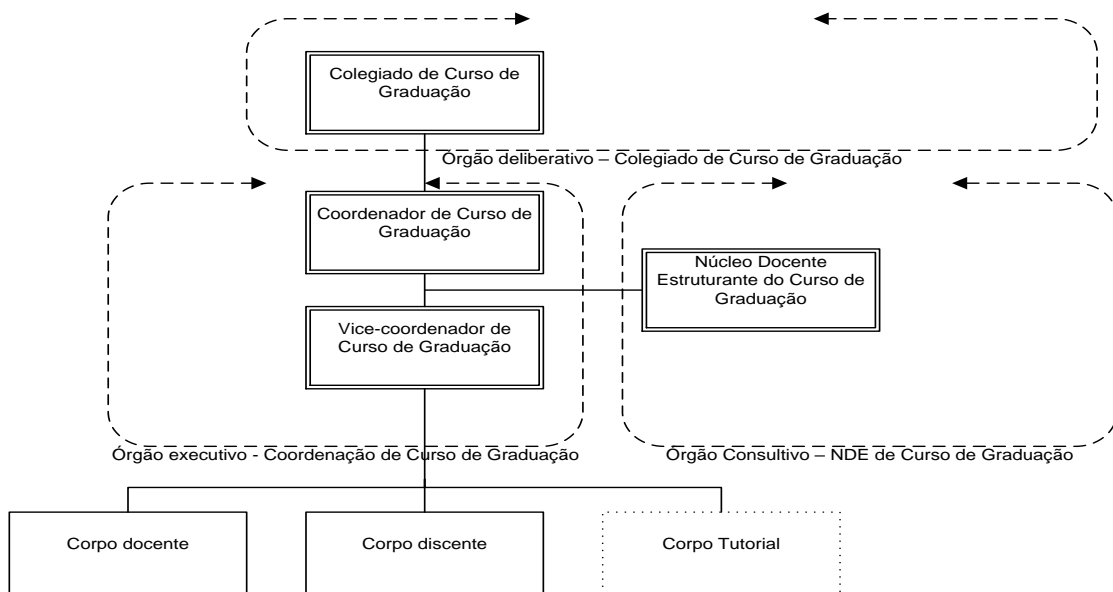 Colegiado de Curso de
Graduação
Órgão deliberativo – Colegiado de Curso de Graduação
Coordenador de Curso de
Graduação
Núcleo Docente
Estruturante do Curso de
Graduação
Vice-coordenador de
Curso de Graduação
Órgão executivo - Coordenação de Curso de Graduação
Órgão Consultivo – NDE de Curso de Graduação
Corpo docente
Corpo discente
Corpo Tutorial